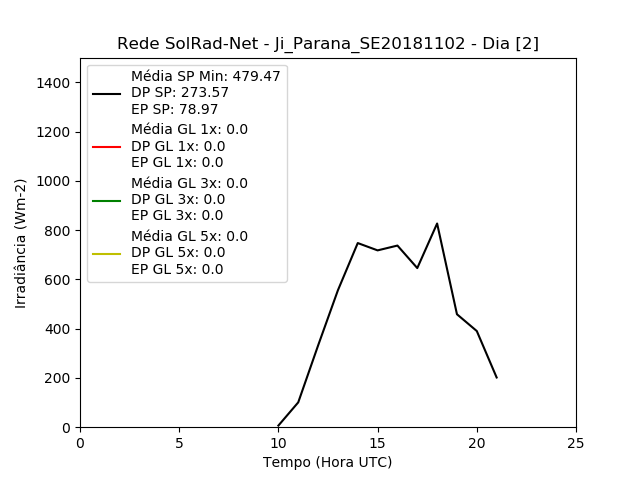 Rede SolRad-Net - Ji_Parana_SE20181102 - Dia [2]
Média SP Min: 479.47
DP SP: 273.57
EP SP: 78.97
Média GL 1x: 0.0
DP GL 1x: 0.0
EP GL 1x: 0.0
Média GL 3x: 0.0
DP GL 3x: 0.0
EP GL 3x: 0.0
Média GL 5x: 0.0
DP GL 5x: 0.0
EP GL 5x: 0.0
Irradiância (Wm-2)
1400
1200
1000
800
600
400
200
0
0 5 10 15 20 25
Tempo (Hora UTC)